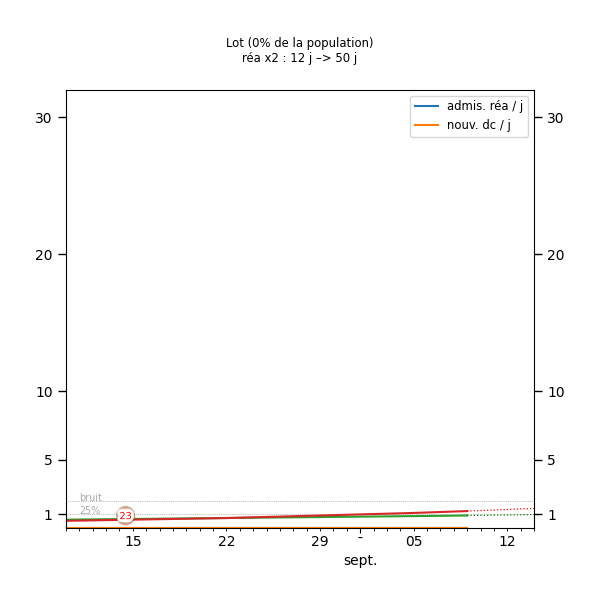 Lot (0% de la population)
réa x2 : 12 j –> 50 j
admis. réa / j
nouv. dc / j
30 30
20 20
10 10
5 5
bruit
25%
23
1 1
15 22 29 - 05 12
sept.